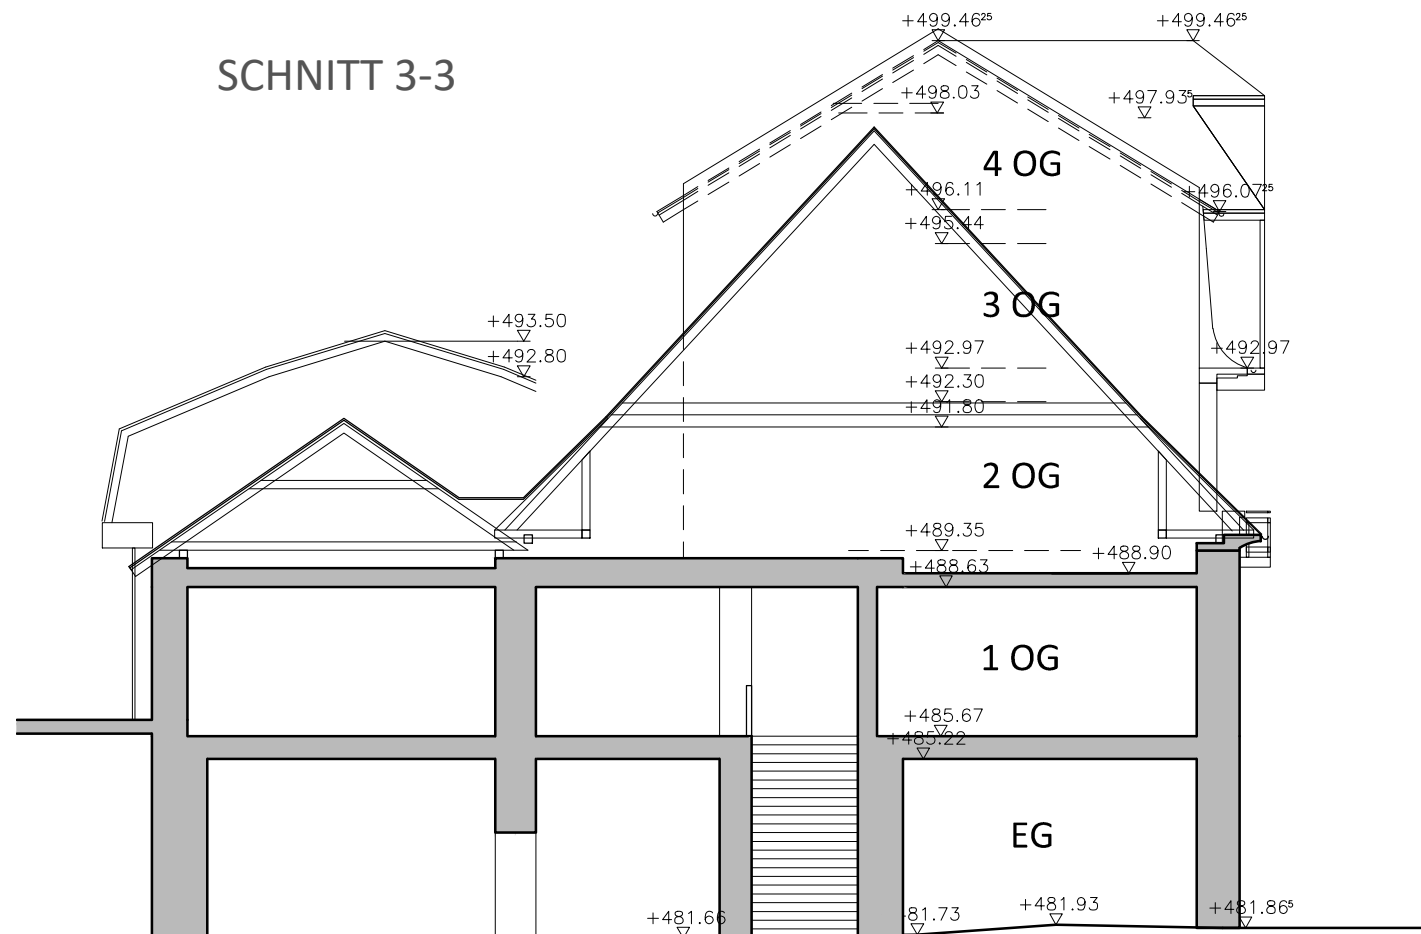 +499.46²⁵ +499.46²⁵
SCHNITT 3-3
+498.03 +497.93⁵
4 OG
+496.11 +496.07²⁵
+495.44
3 OG
+493.50
+492.97 +492.97
+492.80
+492.30
+491.80
2 OG
+489.35
+488.90
+488.63
1 OG
+485.67
+485.22
EG
+481.93
+481.86⁵
+481.66 81.73